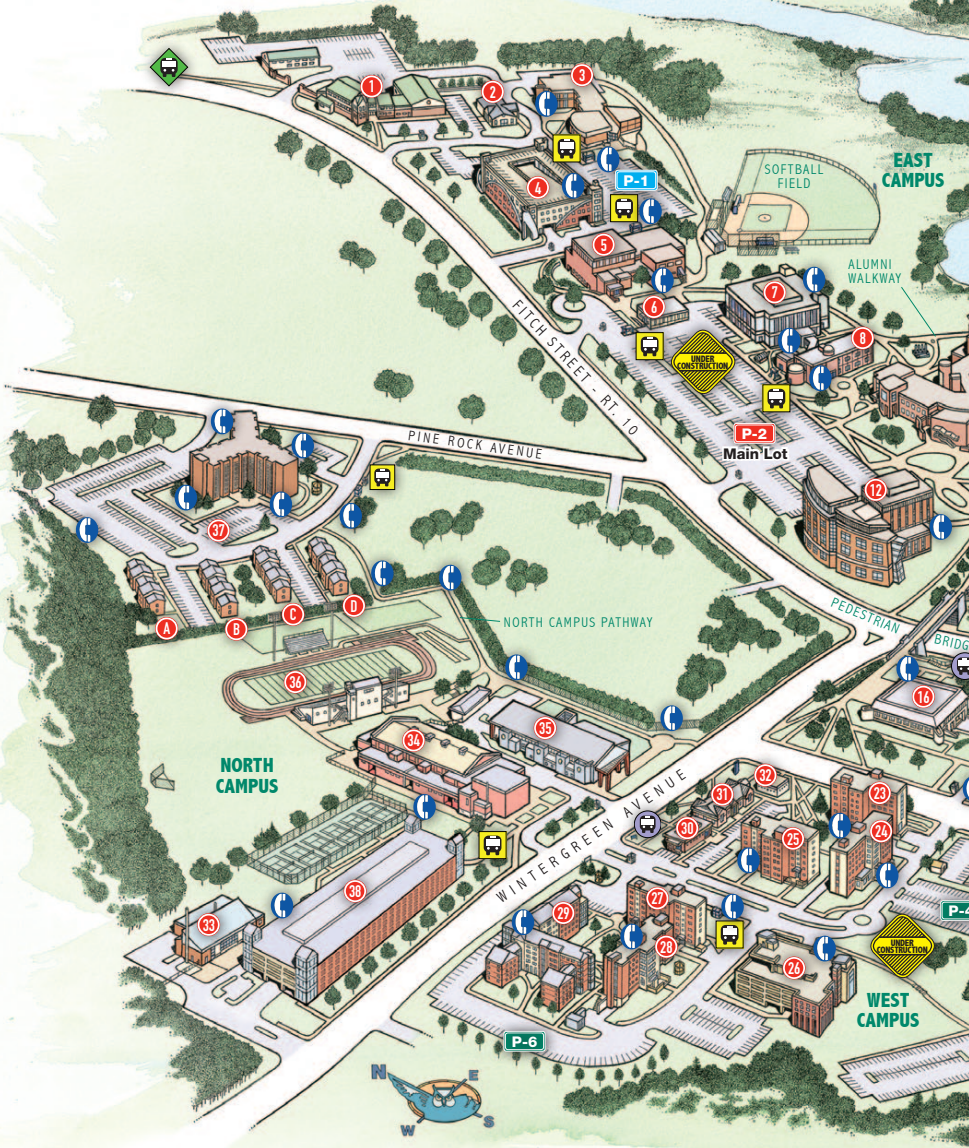 1
2
3
4
P-1
5
SOFTBALL
FIELD
EAST
CAMPUS
ALUMNI
WALKWAY
6
7
8
UNDER
CONSTRUCTION
FITCH STREET - RT. 10
P-2
Main Lot
PINE ROCK AVENUE
12
37
A
B
C
D
NORTH CAMPUS PATHWAY
PEDESTRIAN
36
16
34
35
NORTH
CAMPUS
WINTERGREEN AVENUE
32
31
30
23
24
25
38
33
29
27
28
26
UNDER
CONSTRUCTION
WEST
CAMPUS
P-6
N
E
W
S